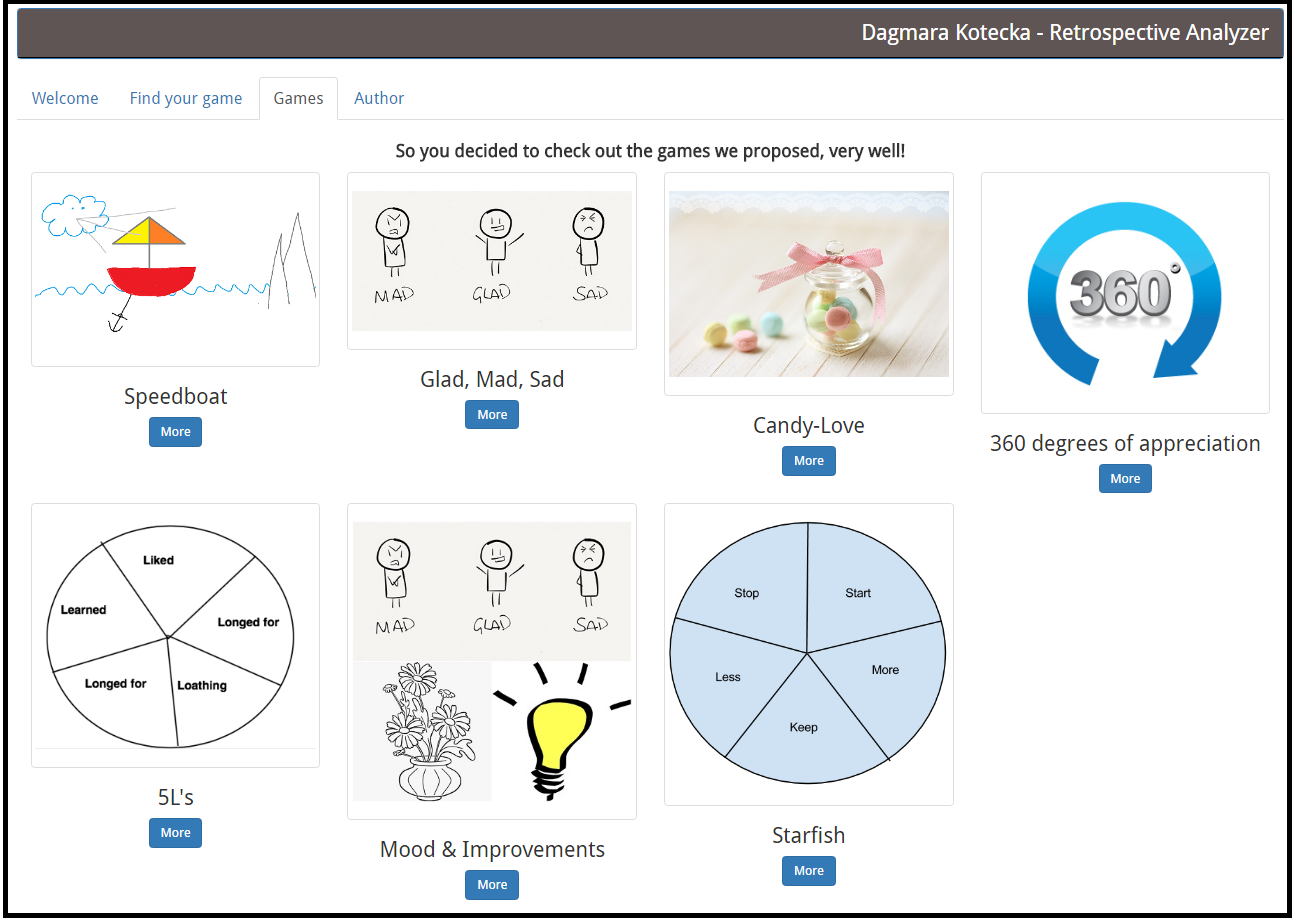 Dagmara Kotecka - Retrospective Analyzer
Welcome
Find your game
Games
Author
So you decided to check out the games we proposed, very well!
MAD
GLAD
SAD
360°
Speedboat
More
Glad, Mad, Sad
More
Candy-Love
More
360 degrees of appreciation
More
Liked
Learned
Longed for
Longed for
Loathing
MAD
GLAD
SAD
Stop
Start
Less
More
Keep
5L's
More
Mood & Improvements
More
Starfish
More